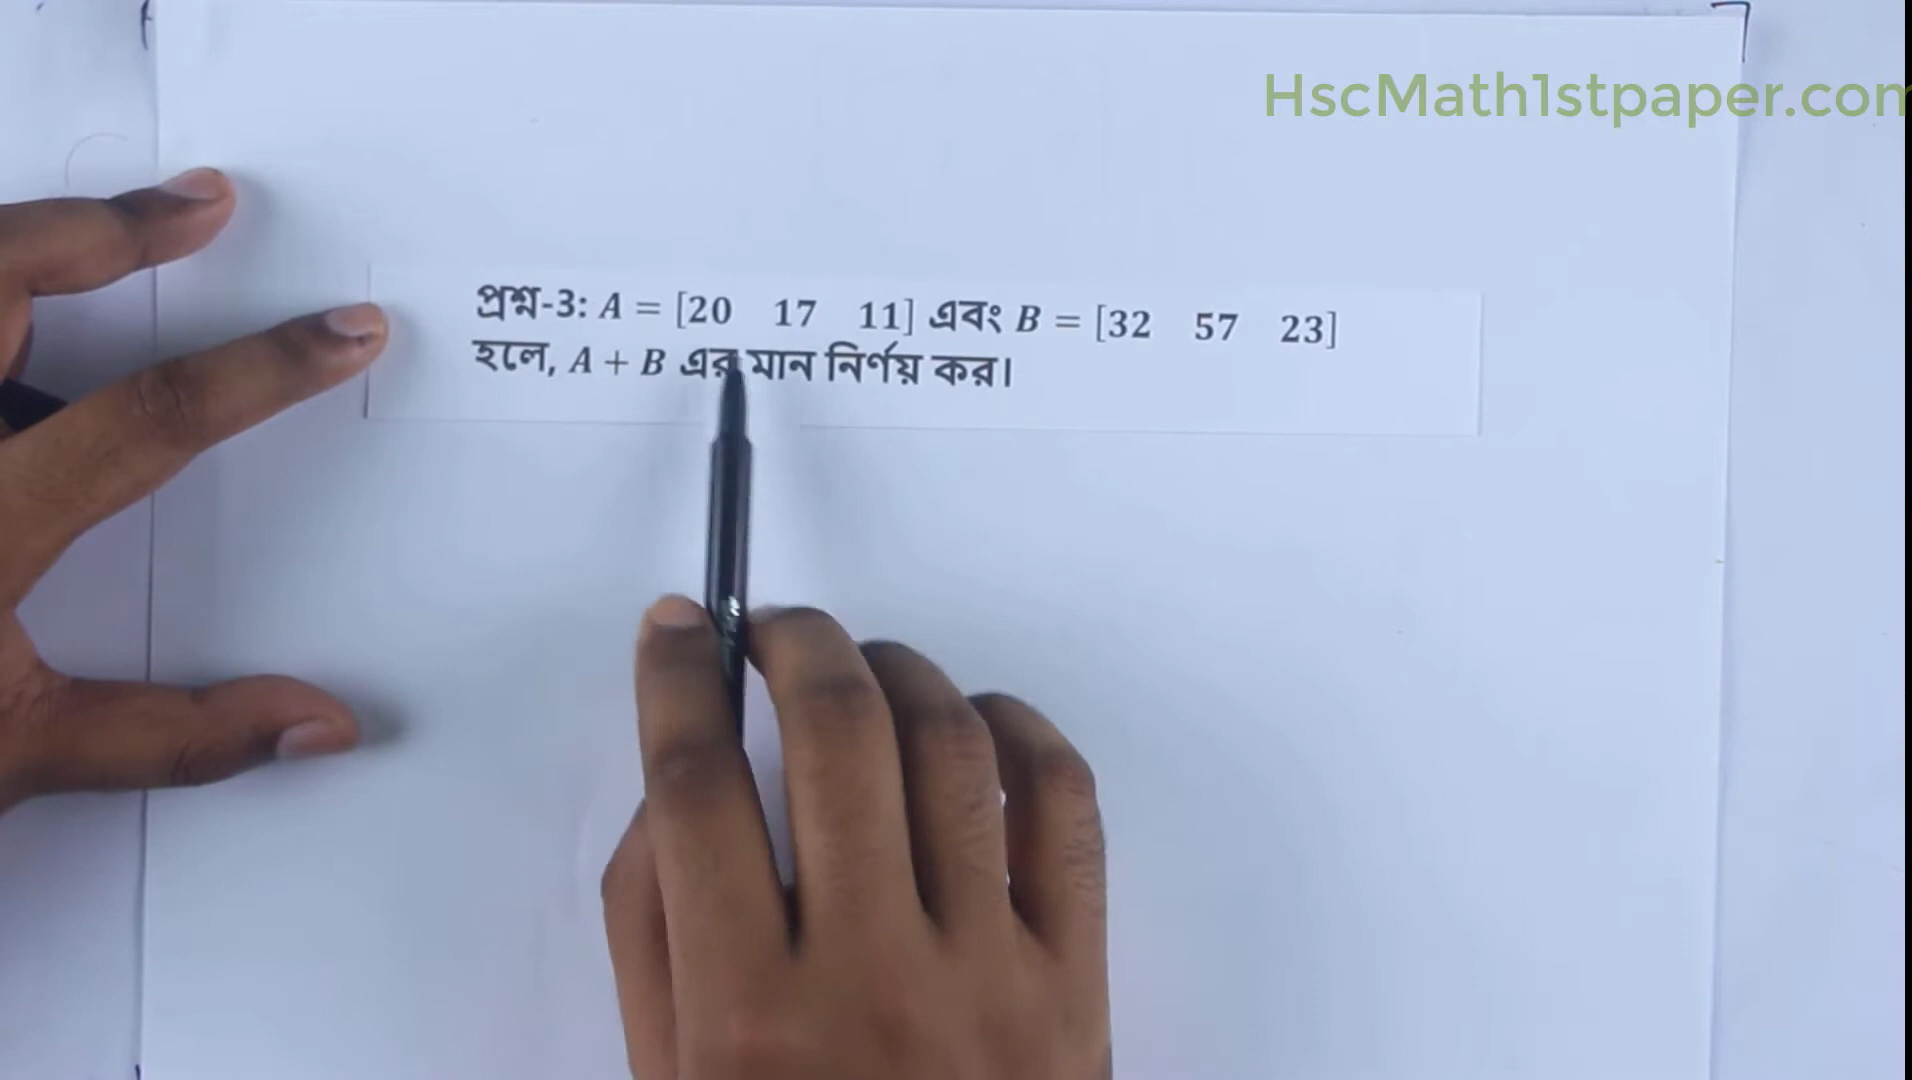 HscMath1stpaper.com
প্রশ্ন-3: A = [20 17 11] এবং B = [32 57 23]
হলে, A + B এর মান নির্ণয় কর।